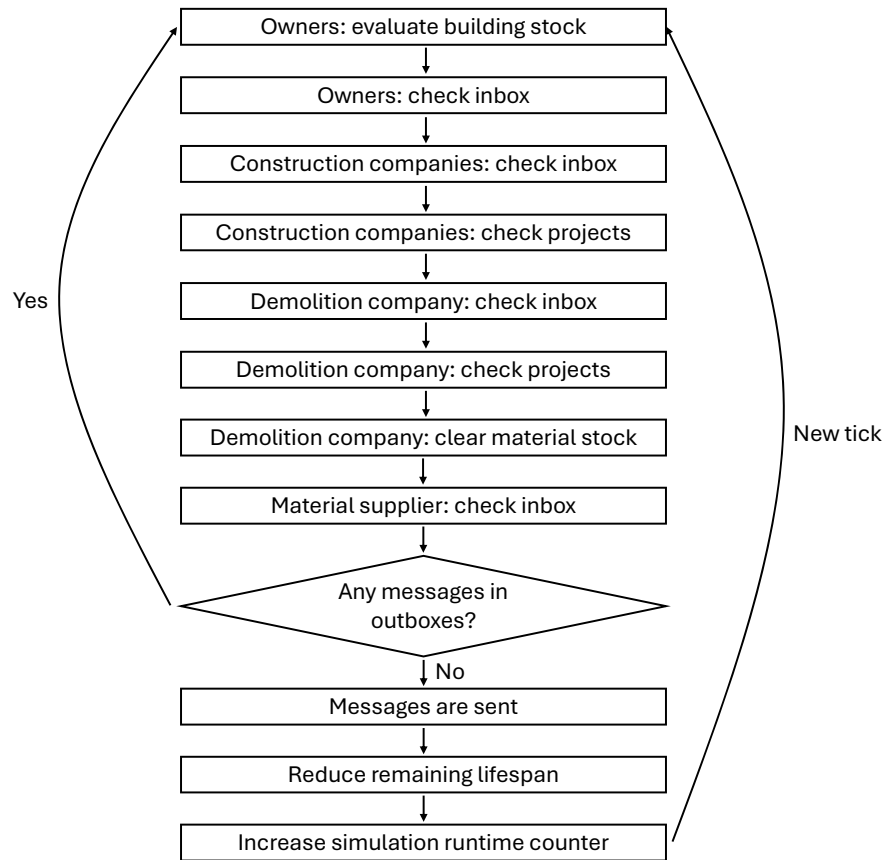 Owners: evaluate building stock
Owners: check inbox
Construction companies: check inbox
Construction companies: check projects
Yes
Demolition company: check inbox
Demolition company: check projects
Demolition company: clear material stock
New tick
Material supplier: check inbox
Any messages in
outboxes?
No
Messages are sent
Reduce remaining lifespan
Increase simulation runtime counter